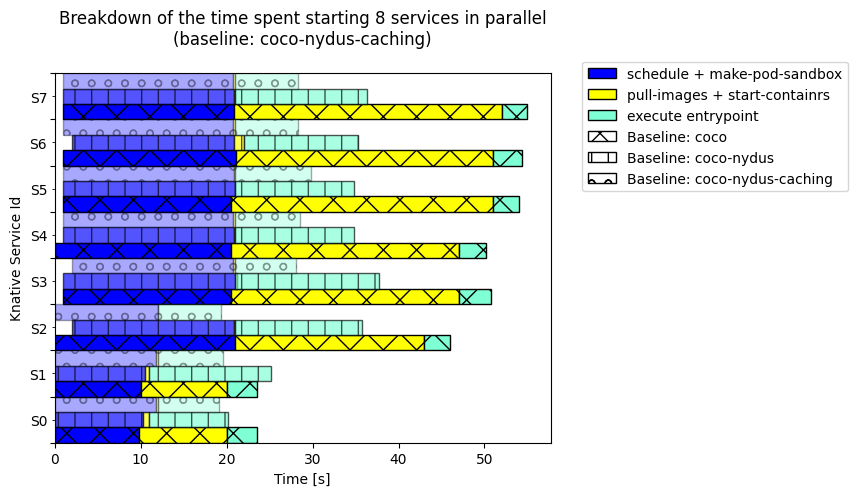 Breakdown of the time spent starting 8 services in parallel
(baseline: coco-nydus-caching)
schedule + make-pod-sandbox
pull-images + start-containrs
execute entrypoint
Baseline: coco
Baseline: coco-nydus
Baseline: coco-nydus-caching
Knative Service Id
S7
S6
S5
S4
S3
S2
S1
S0
0 10 20 30 40 50
Time [s]